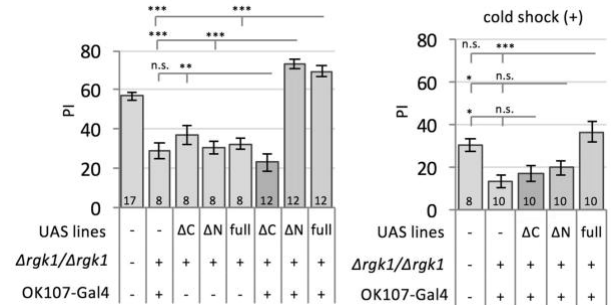 *** *** ***
*** *** ***
n.s. **
80
60
40
20
0
PI
17 8 8 8 8 12 12 12
UAS lines - - ΔC ΔN full ΔC ΔN full
Δrgk1/Δrgk1 - + + + + + + +
OK107-Gal4 - + - - - + + +
cold shock (+)
n.s. ***
* n.s.
* n.s.
80
60
40
20
0
PI
8 10 10 10 10
UAS lines - - ΔC ΔN full
Δrgk1/Δrgk1 - + + + +
OK107-Gal4 - + + + +